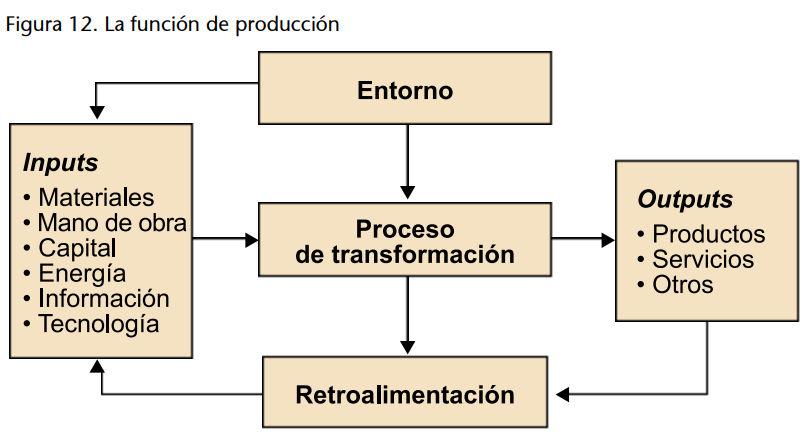 Figura 12. La función de producción
Entorno
Inputs
• Materiales
• Mano de obra
• Capital
• Energía
• Información
• Tecnología
Proceso
de transformación
Outputs
• Productos
• Servicios
• Otros
Retroalimentación